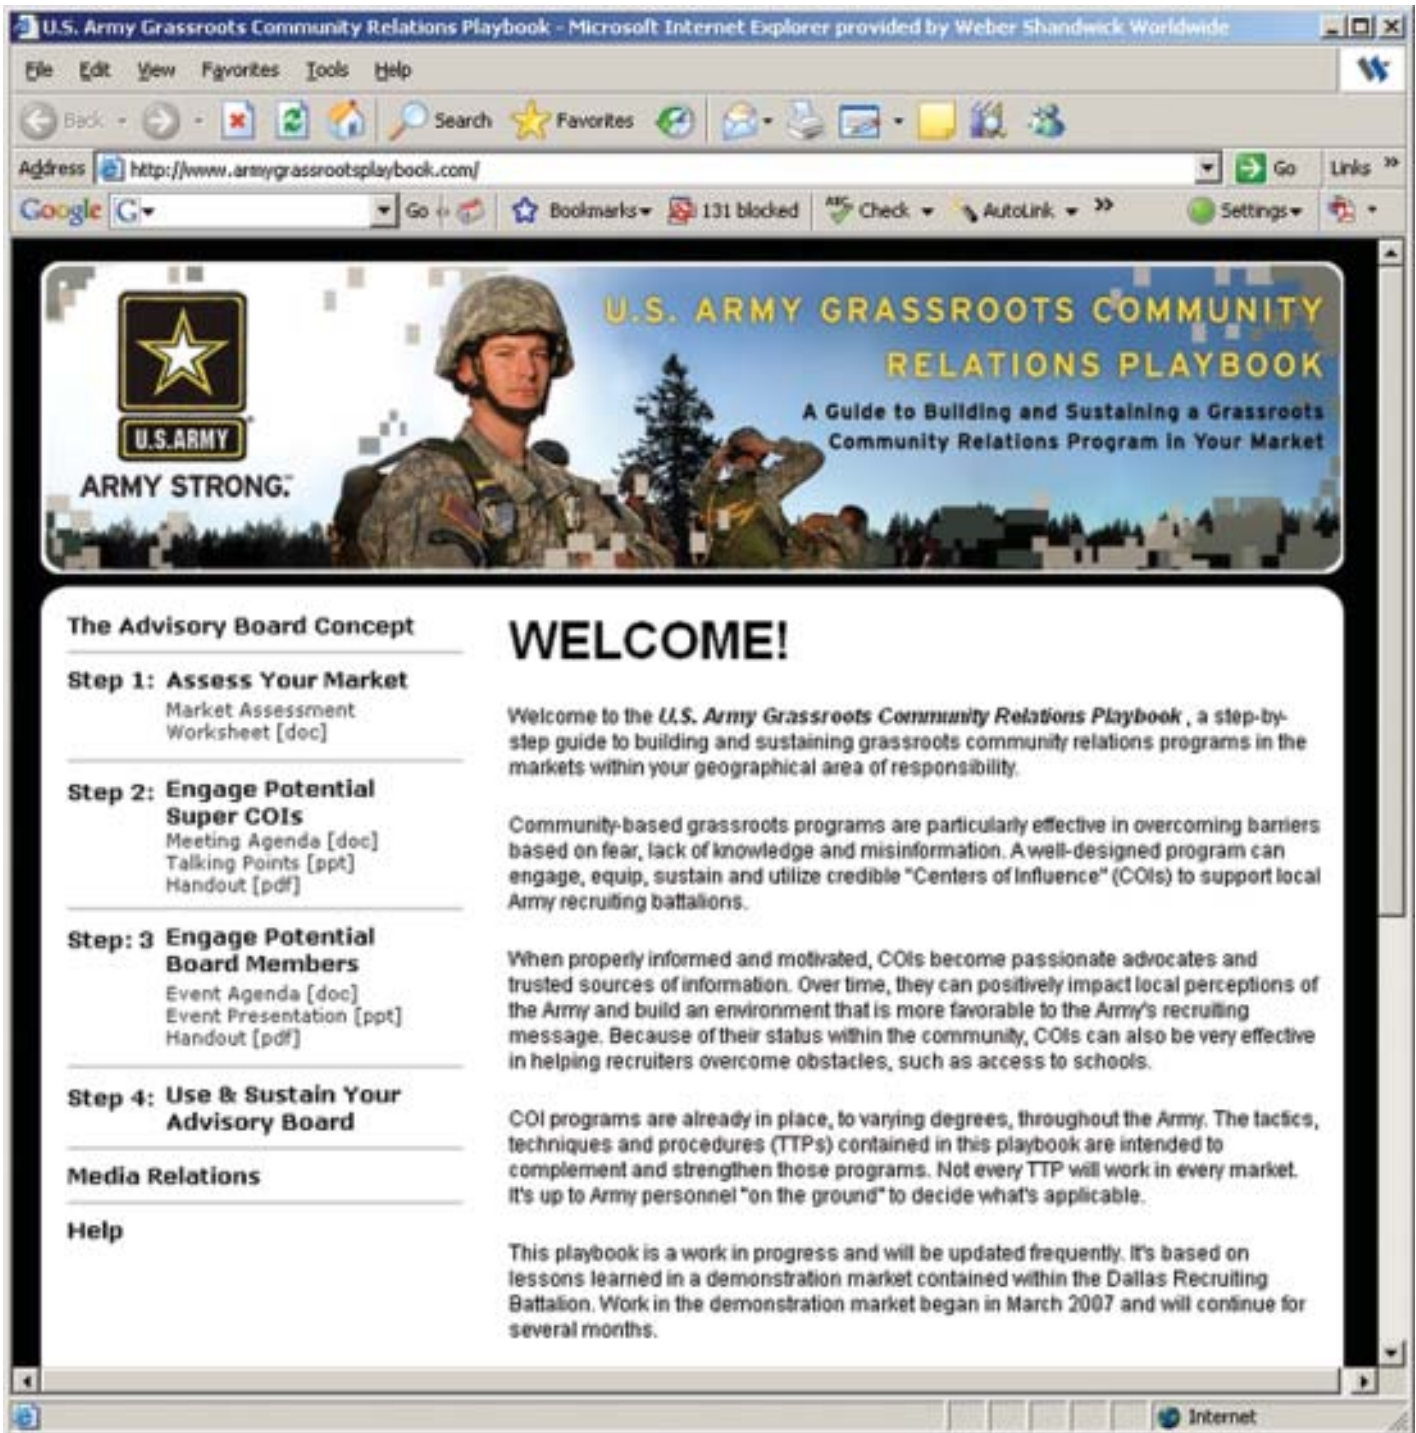 U.S. Army Grassroots Community Relations Playbook - Microsoft Internet Explorer provided by Weber Shandwick Worldwide
File Edit View Favorites Tools Help
Back Search Favorites
Address http://www.armygrassrootsplaybook.com/ Go Links »
Google G Go Bookmarks 131 blocked ABC Check AutoLink » Settings
U.S. ARMY GRASSROOTS COMMUNITY
RELATIONS PLAYBOOK
A Guide to Building and Sustaining a Grassroots
Community Relations Program in Your Market
U.S.ARMY
ARMY STRONG.™
The Advisory Board Concept
Step 1: Assess Your Market
Market Assessment
Worksheet [doc]
Step 2: Engage Potential
Super COIs
Meeting Agenda [doc]
Talking Points [ppt]
Handout [pdf]
Step: 3 Engage Potential
Board Members
Event Agenda [doc]
Event Presentation [ppt]
Handout [pdf]
Step 4: Use & Sustain Your
Advisory Board
Media Relations
Help
WELCOME!
Welcome to the U.S. Army Grassroots Community Relations Playbook , a step-by-
step guide to building and sustaining grassroots community relations programs in the
markets within your geographical area of responsibility.
Community-based grassroots programs are particularly effective in overcoming barriers
based on fear, lack of knowledge and misinformation. A well-designed program can
engage, equip, sustain and utilize credible "Centers of Influence" (COIs) to support local
Army recruiting battalions.
When properly informed and motivated, COIs become passionate advocates and
trusted sources of information. Over time, they can positively impact local perceptions of
the Army and build an environment that is more favorable to the Army's recruiting
message. Because of their status within the community, COIs can also be very effective
in helping recruiters overcome obstacles, such as access to schools.
COI programs are already in place, to varying degrees, throughout the Army. The tactics,
techniques and procedures (TTPs) contained in this playbook are intended to
complement and strengthen those programs. Not every TTP will work in every market.
It's up to Army personnel "on the ground" to decide what's applicable.
This playbook is a work in progress and will be updated frequently. It's based on
lessons learned in a demonstration market contained within the Dallas Recruiting
Battalion. Work in the demonstration market began in March 2007 and will continue for
several months.
Internet